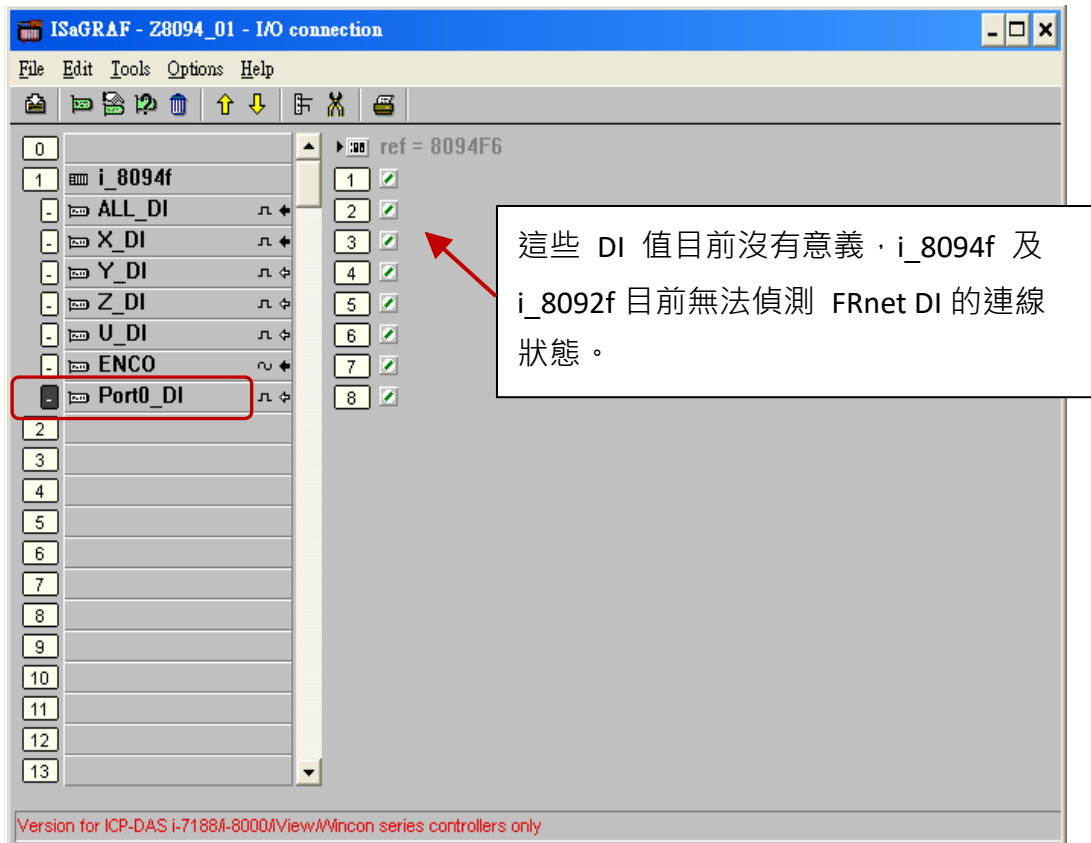 ISaGRAF - Z8094_01 - I/O connection
File Edit Tools Options Help
0
1 i_8094f
- ALL_DI
- X_DI
- Y_DI
- Z_DI
- U_DI
- ENCO
- Port0_DI
2
3
4
5
6
7
8
9
10
11
12
13
ref = 8094F6
1
2
3
4
5
6
7
8
這些 DI 值目前沒有意義，i_8094f 及
i_8092f 目前無法偵測 FRnet DI 的連線
狀態。
Version for ICP-DAS i-7188/i-8000/iView/Wincon series controllers only